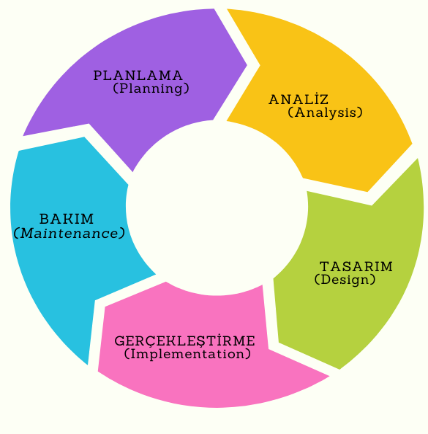 PLANLAMA
(Planning)
ANALİZ
(Analysis)
TASARIM
(Design)
GERÇEKLEŞTİRME
(Implementation)
BAKIM
(Maintenance)